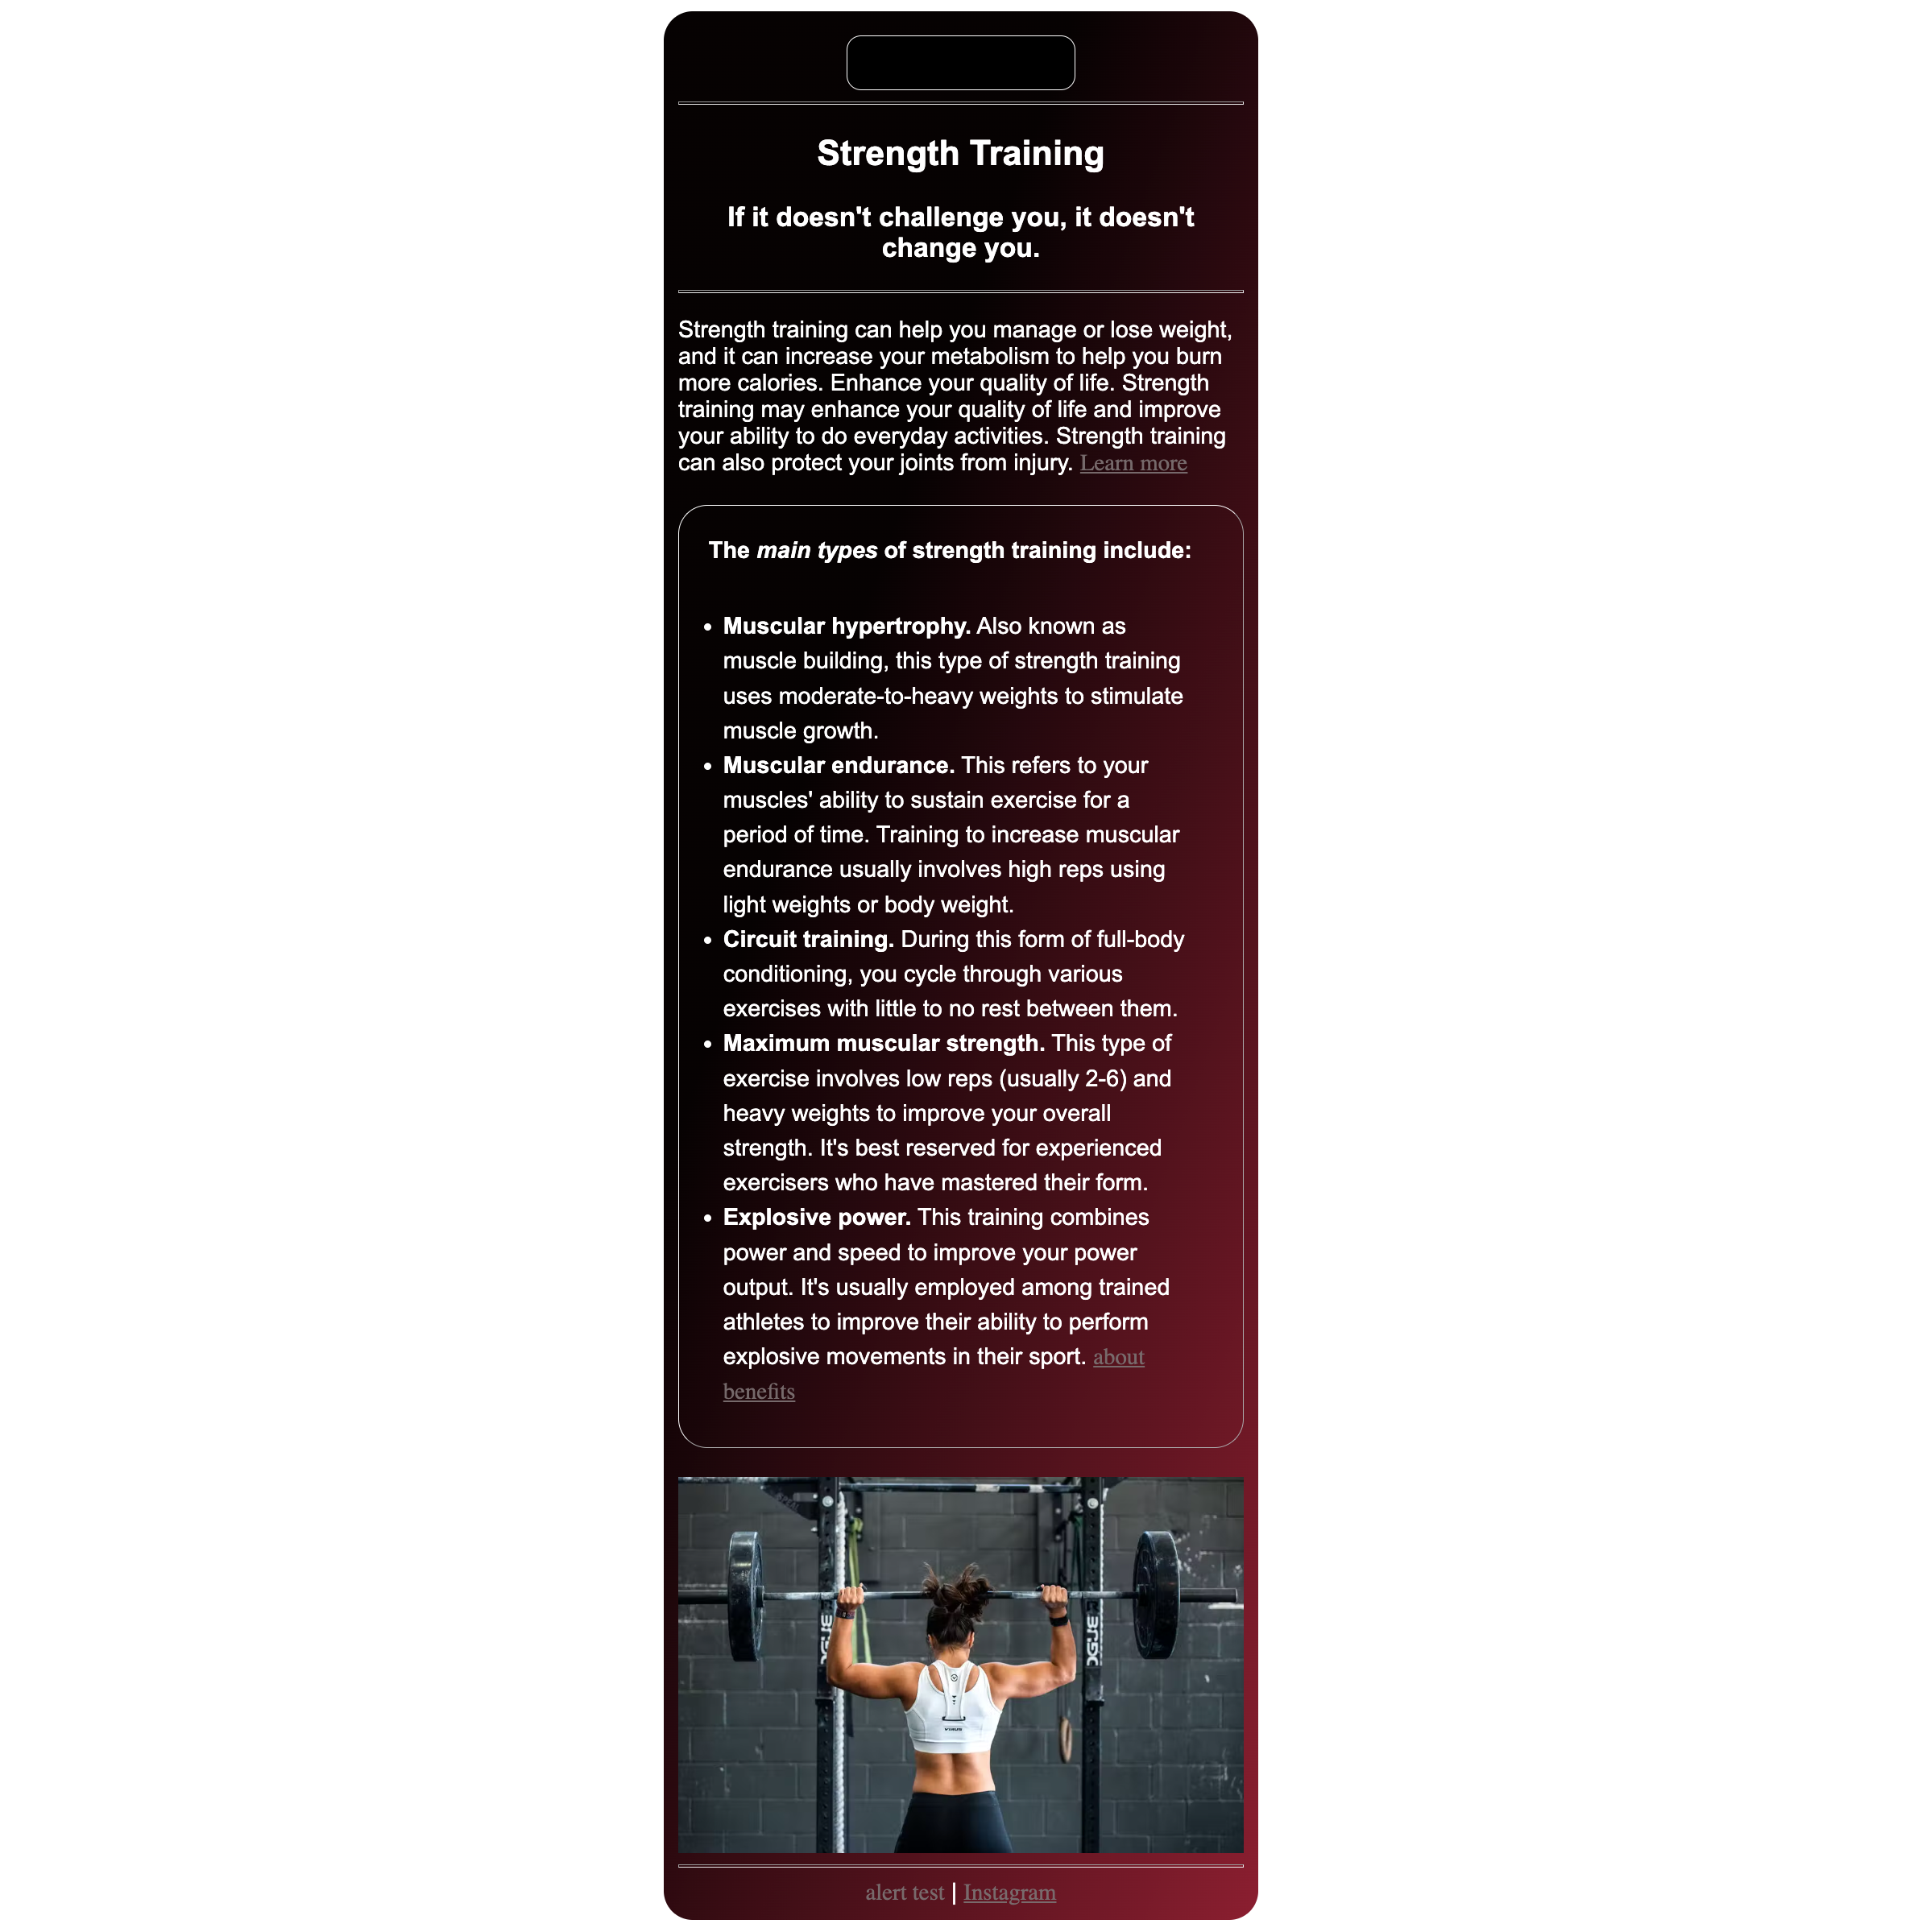 Strength Training
If it doesn't challenge you, it doesn't
change you.
Strength training can help you manage or lose weight,
and it can increase your metabolism to help you burn
more calories. Enhance your quality of life. Strength
training may enhance your quality of life and improve
your ability to do everyday activities. Strength training
can also protect your joints from injury. Learn more
The main types of strength training include:
• Muscular hypertrophy. Also known as
muscle building, this type of strength training
uses moderate-to-heavy weights to stimulate
muscle growth.
• Muscular endurance. This refers to your
muscles' ability to sustain exercise for a
period of time. Training to increase muscular
endurance usually involves high reps using
light weights or body weight.
• Circuit training. During this form of full-body
conditioning, you cycle through various
exercises with little to no rest between them.
• Maximum muscular strength. This type of
exercise involves low reps (usually 2-6) and
heavy weights to improve your overall
strength. It's best reserved for experienced
exercisers who have mastered their form.
• Explosive power. This training combines
power and speed to improve your power
output. It's usually employed among trained
athletes to improve their ability to perform
explosive movements in their sport. about
benefits
alert test | Instagram